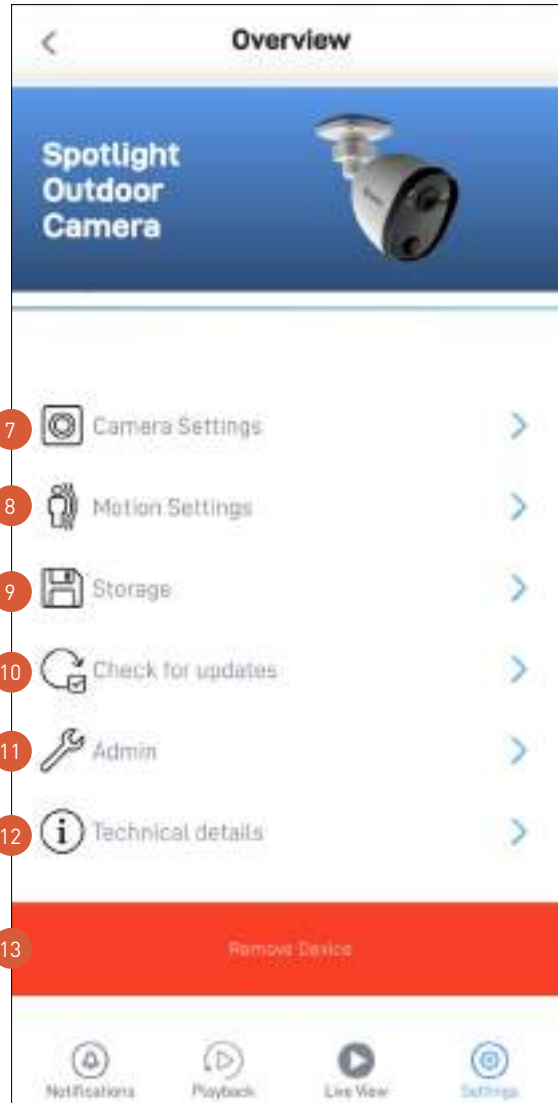 Overview
Spotlight
Outdoor
Camera
7 Camera Settings
8 Motion Settings
9 Storage
10 Check for updates
11 Admin
12 Technical details
13 Remove Device
Notifications Playback Live View Settings